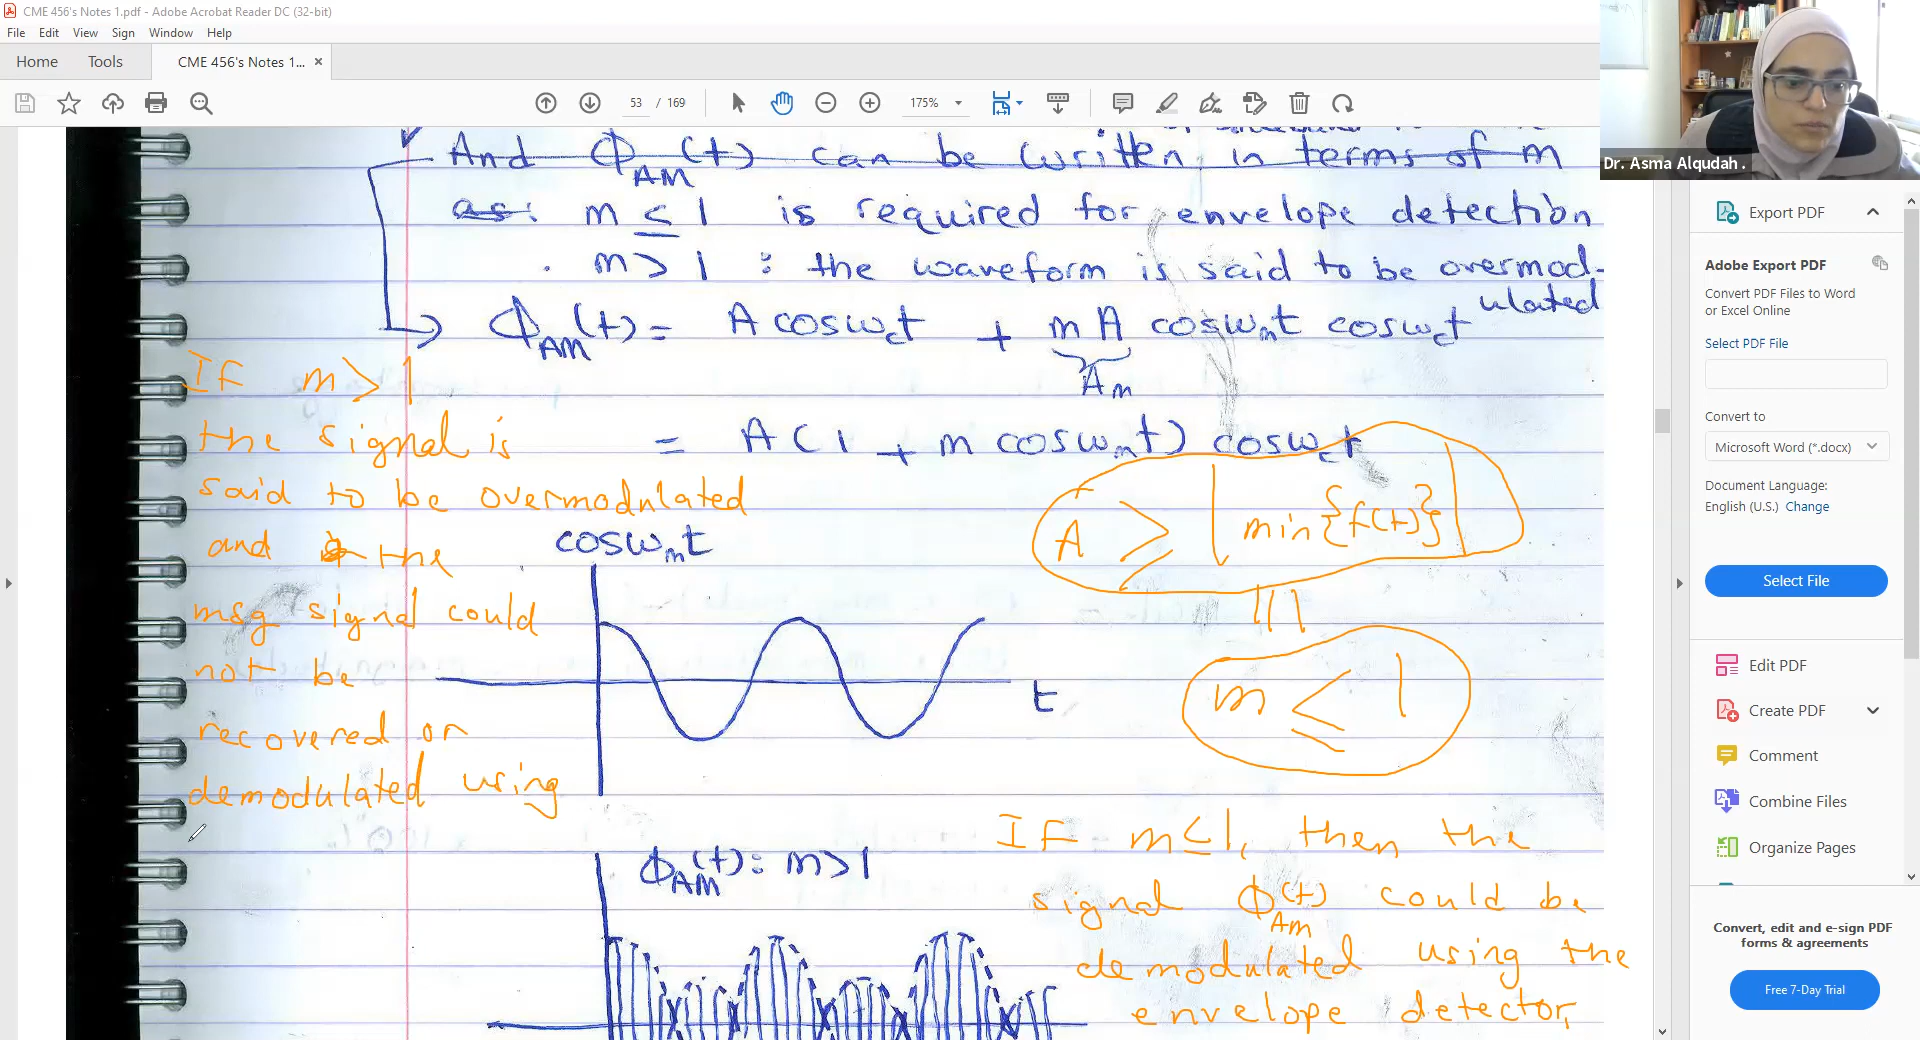 CME 456's Notes 1.pdf - Adobe Acrobat Reader DC (32-bit)
File Edit View Sign Window Help
Home Tools CME 456's Notes 1... ×
53 / 169 175%
Dr. Asma Alqudah .
And Φ_AM(t) can be written in terms of m
as: m ≤ 1 is required for envelope detection
. m > 1 : the waveform is said to be overmod-
ulated
Φ_AM(t) = A cosω_ct + mA cosω_mt cosω_ct
A_m
= A(1 + m cosω_mt) cosω_ct
If m > 1
the signal is
said to be overmodulated
and the
msg signal could
not be
recovered or
demodulated using
cosω_mt
t
A ≥ |min{f(t)}|
m ≤ 1
Φ_AM(t): m>1
If m ≤ 1, then the
signal Φ_AM(t) could be
demodulated using the
envelope detector,
Export PDF
Adobe Export PDF
Convert PDF Files to Word
or Excel Online
Select PDF File
Convert to
Microsoft Word (*.docx)
Document Language:
English (U.S.) Change
Select File
Edit PDF
Create PDF
Comment
Combine Files
Organize Pages
Convert, edit and e-sign PDF
forms & agreements
Free 7-Day Trial